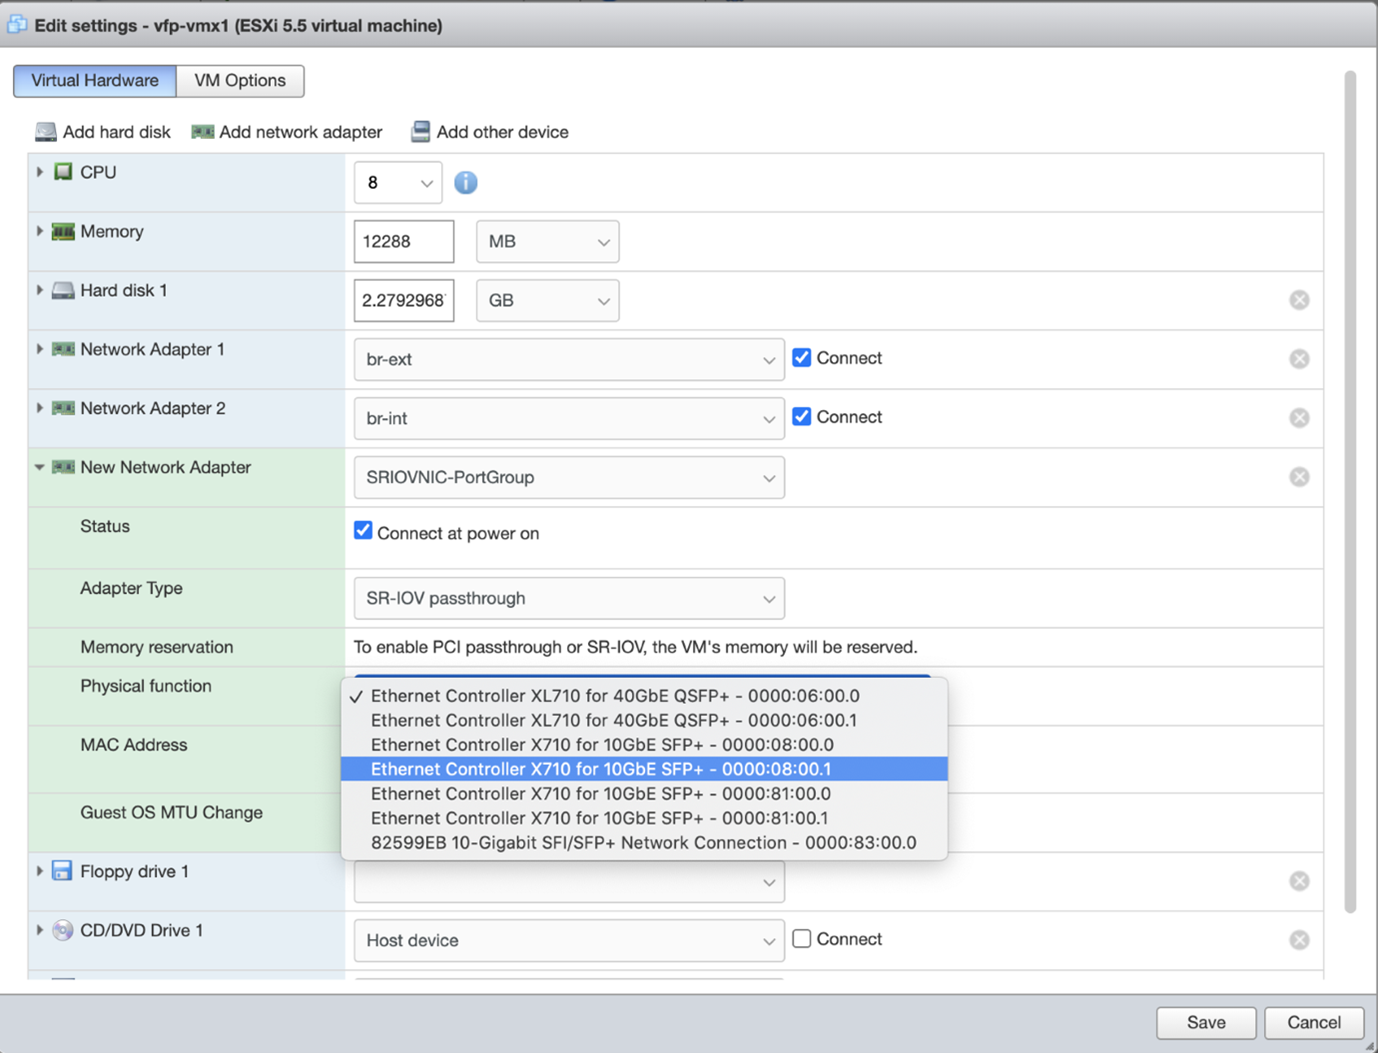 Edit settings - vfp-vmx1 (ESXi 5.5 virtual machine)
Virtual Hardware VM Options
Add hard disk Add network adapter Add other device
CPU 8
Memory 12288 MB
Hard disk 1 2.2792968 GB
Network Adapter 1 br-ext Connect
Network Adapter 2 br-int Connect
New Network Adapter SRIOVNIC-PortGroup
Status Connect at power on
Adapter Type SR-IOV passthrough
Memory reservation To enable PCI passthrough or SR-IOV, the VM's memory will be reserved.
Physical function
Ethernet Controller XL710 for 40GbE QSFP+ - 0000:06:00.0
Ethernet Controller XL710 for 40GbE QSFP+ - 0000:06:00.1
MAC Address
Ethernet Controller X710 for 10GbE SFP+ - 0000:08:00.0
Ethernet Controller X710 for 10GbE SFP+ - 0000:08:00.1
Ethernet Controller X710 for 10GbE SFP+ - 0000:81:00.0
Guest OS MTU Change
Ethernet Controller X710 for 10GbE SFP+ - 0000:81:00.1
82599EB 10-Gigabit SFI/SFP+ Network Connection - 0000:83:00.0
Floppy drive 1
CD/DVD Drive 1 Host device Connect
Save Cancel